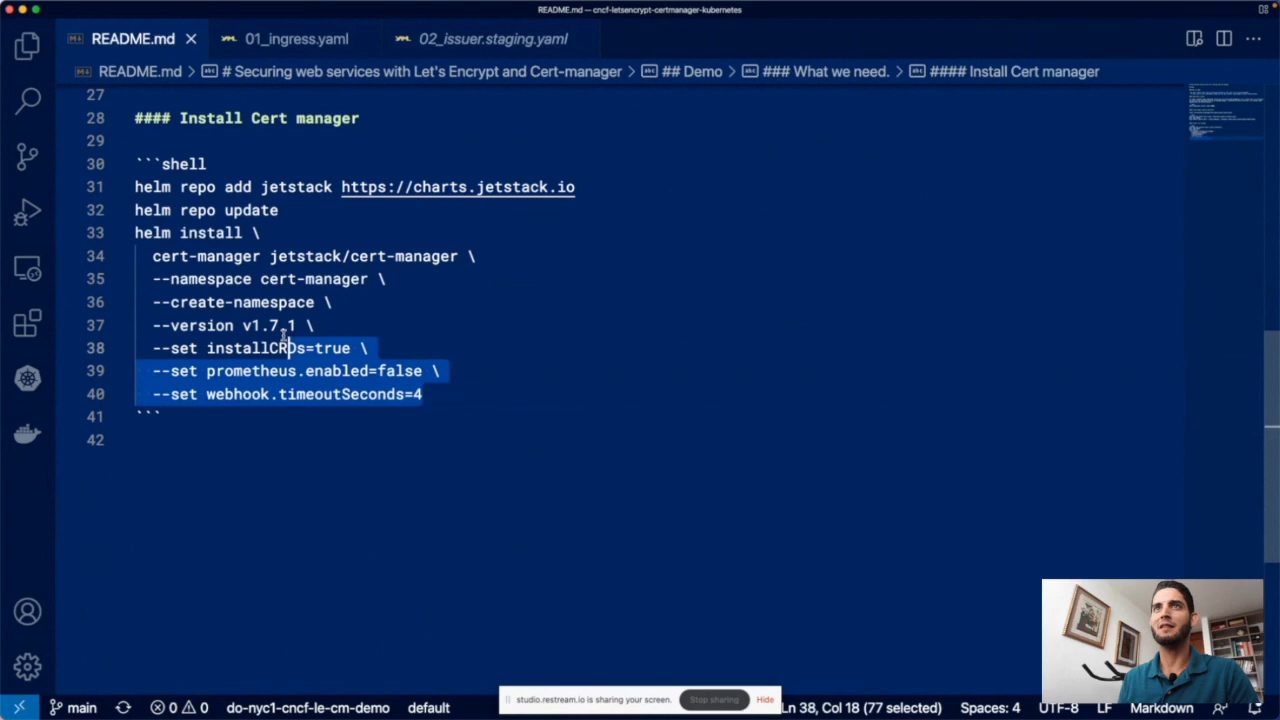 README.md — cncf-letsencrypt-certmanager-kubernetes
README.md
01_ingress.yaml
02_issuer.staging.yaml
README.md > # Securing web services with Let's Encrypt and Cert-manager > ## Demo > ### What we need. > #### Install Cert manager
27
28 #### Install Cert manager
29
30 ```shell
31 helm repo add jetstack https://charts.jetstack.io
32 helm repo update
33 helm install \
34 cert-manager jetstack/cert-manager \
35 --namespace cert-manager \
36 --create-namespace \
37 --version v1.7.1 \
38 --set installCRDs=true \
39 --set prometheus.enabled=false \
40 --set webhook.timeoutSeconds=4
41 ```
42
studio.restream.io is sharing your screen. Stop sharing Hide
main 0 0 Ln 38, Col 18 (77 selected) Spaces: 4 UTF-8 LF Markdown
default